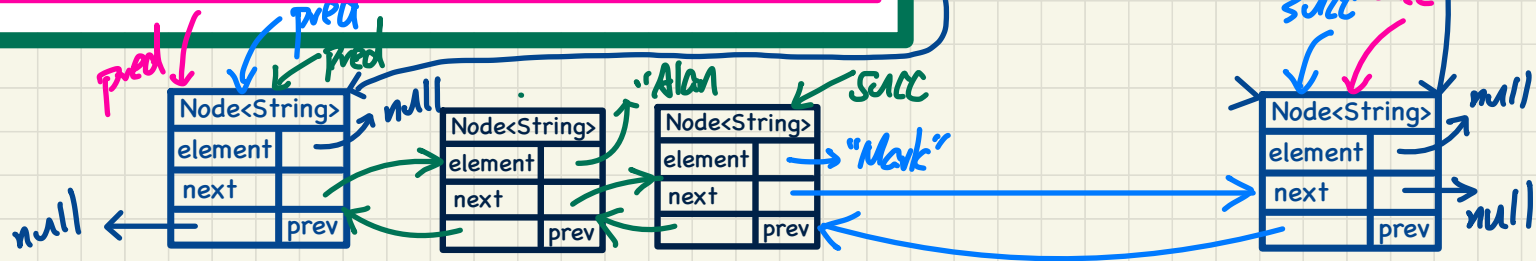 pred
pred
pred
succ
Node<String>
element
next
prev
null
null
Node<String>
element
next
prev
"Alan
succ
Node<String>
element
next
prev
"Mark"
Node<String>
element
next
prev
null
null